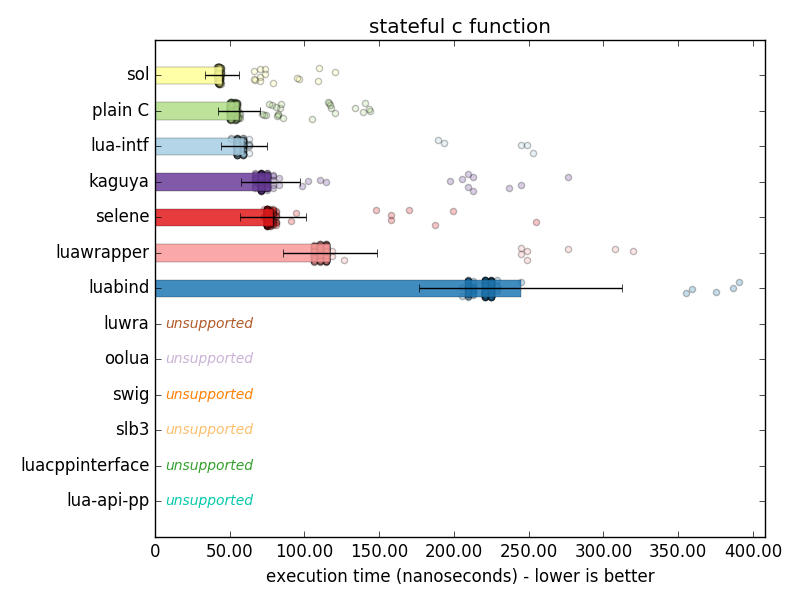 stateful c function
sol
plain C
lua-intf
kaguya
selene
luawrapper
luabind
luwra unsupported
oolua unsupported
swig unsupported
slb3 unsupported
luacppinterface unsupported
lua-api-pp unsupported
0 50.00 100.00 150.00 200.00 250.00 300.00 350.00 400.00
execution time (nanoseconds) - lower is better